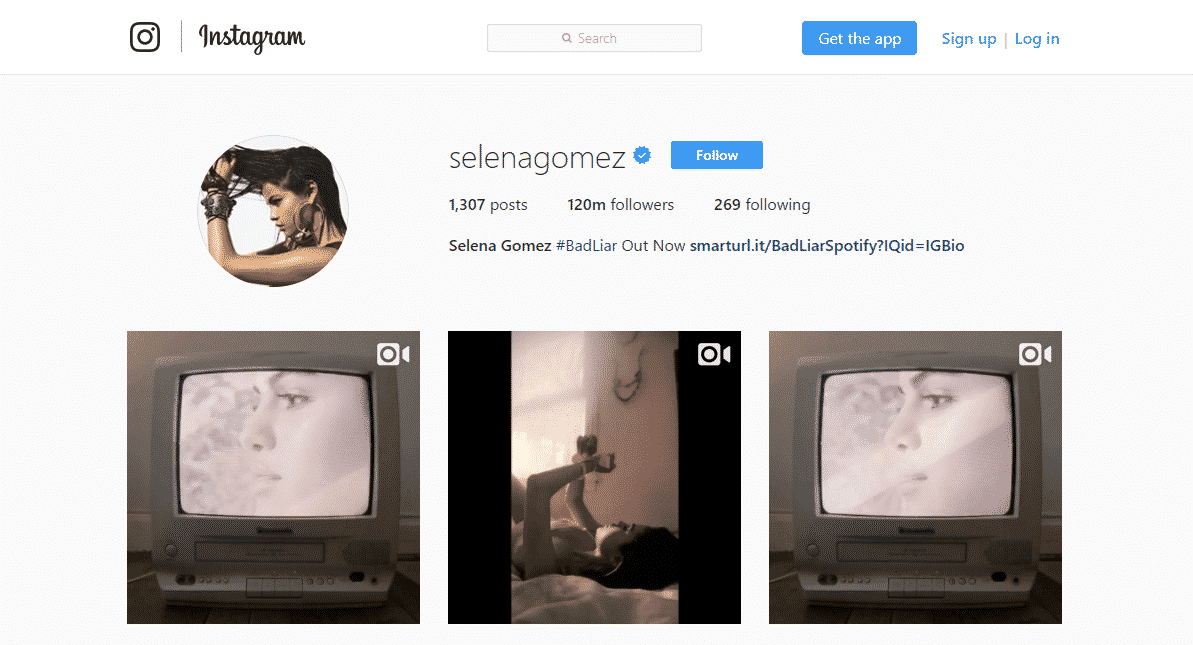 Instagram
Search
Get the app
Sign up | Log in
selenagomez
Follow
1,307 posts 120m followers 269 following
Selena Gomez #BadLiar Out Now smarturl.it/BadLiarSpotify?IQid=IGBio